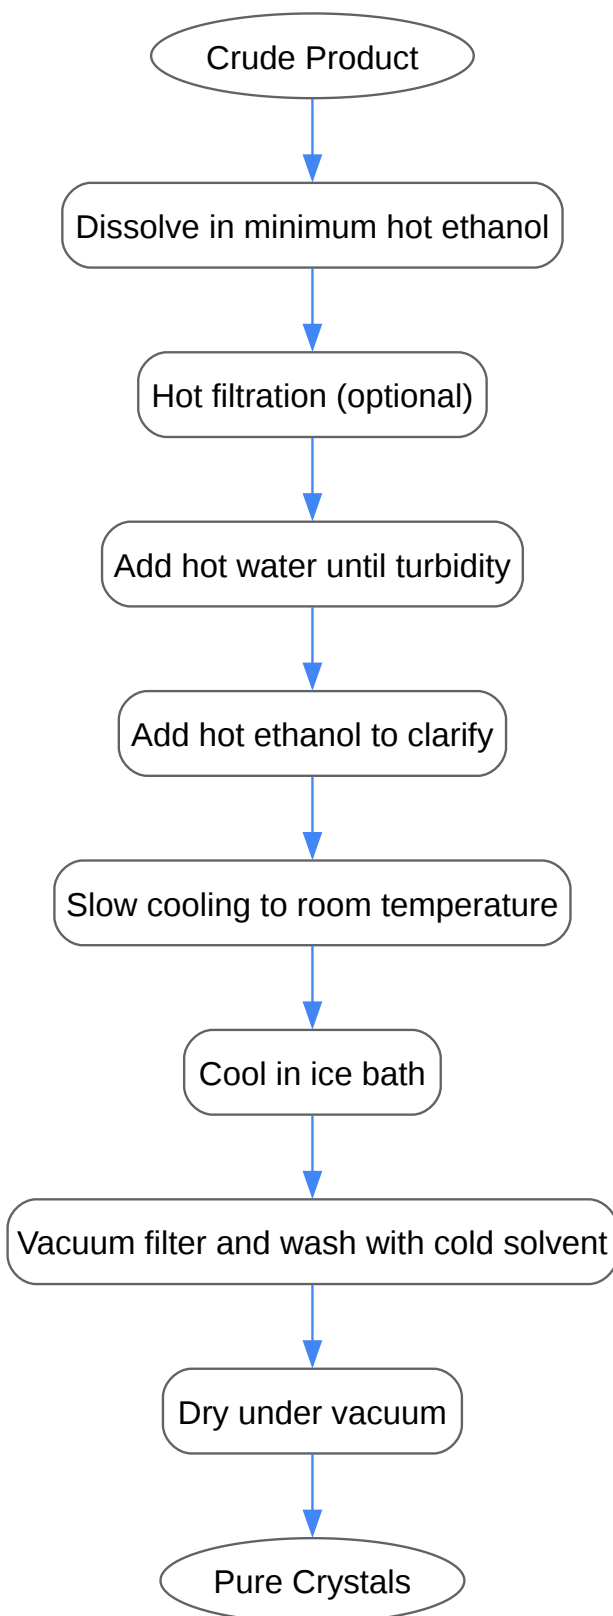 Crude Product
Dissolve in minimum hot ethanol
Hot filtration (optional)
Add hot water until turbidity
Add hot ethanol to clarify
Slow cooling to room temperature
Cool in ice bath
Vacuum filter and wash with cold solvent
Dry under vacuum
Pure Crystals